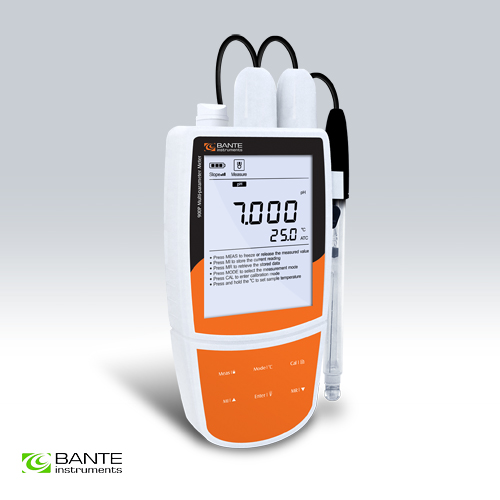 BANTE
instruments
900P Multi-parameter Meter
Slope
Measure
pH
pH
7.000
25.0 °C
ATC
• Press MEAS to freeze or release the measured value
• Press MI to store the current reading
• Press MR to retrieve the stored data
• Press MODE to select the measurement mode
• Press CAL to enter calibration mode
• Press and hold the °C to set sample temperature
Meas /
Mode / °C
Cal /
MI / ▲
Enter /
MR / ▼
BANTE
instruments